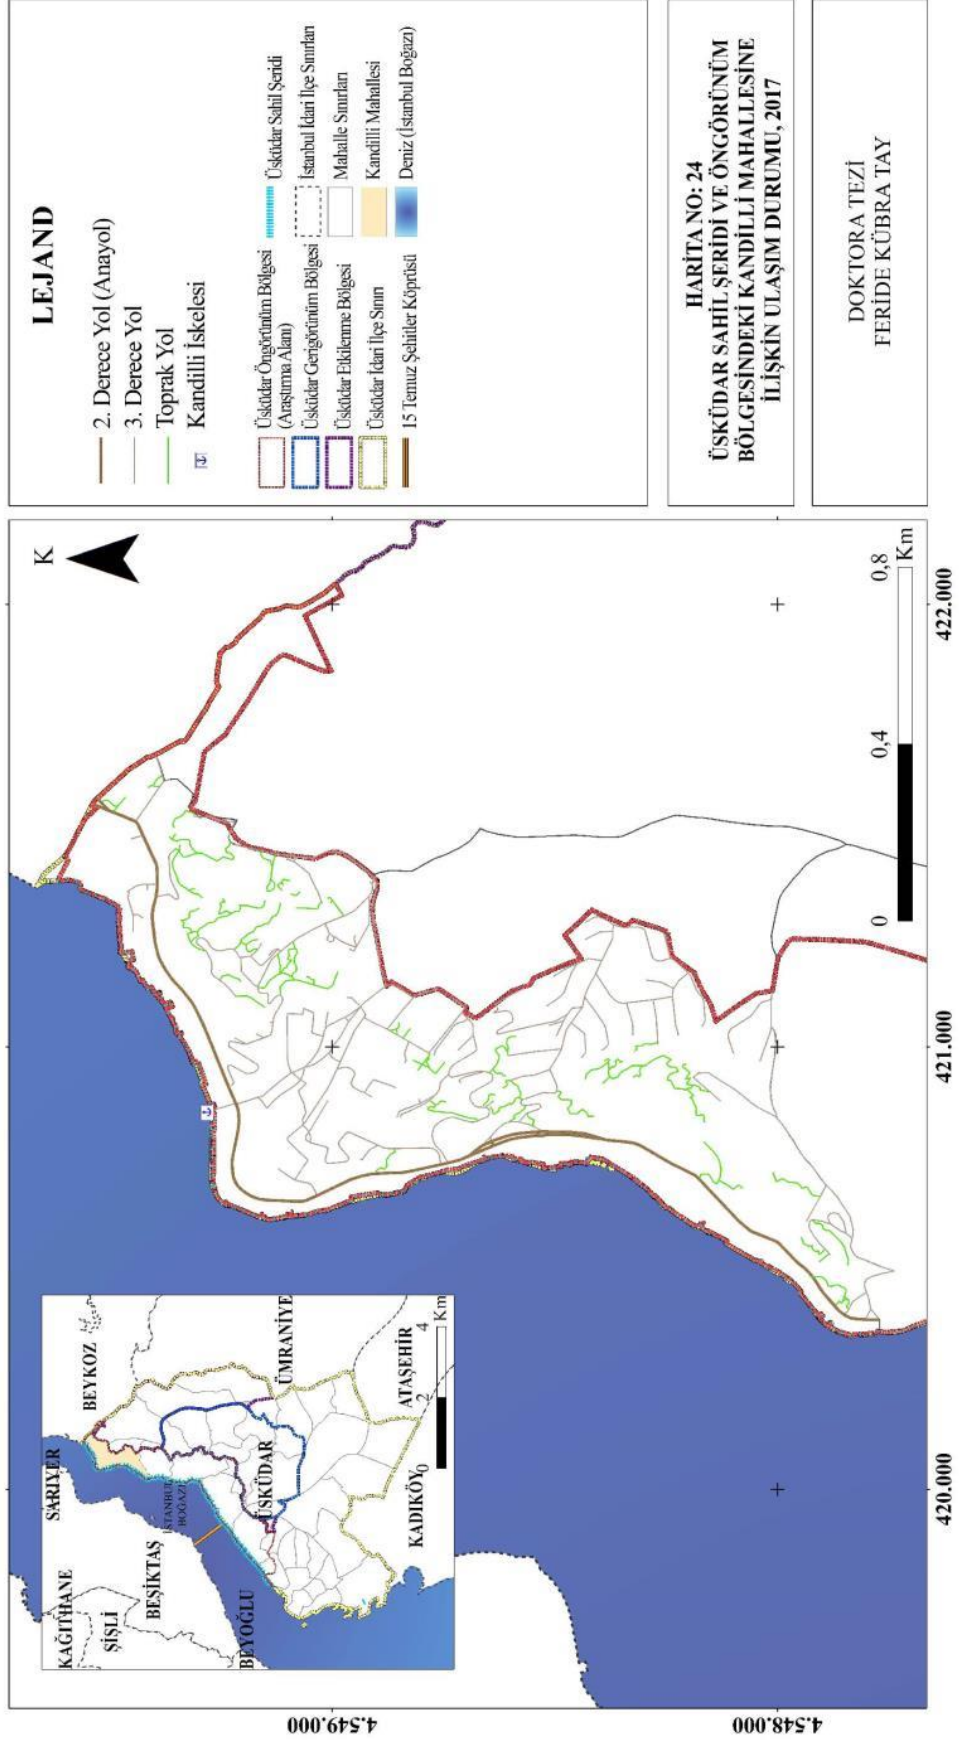 KAĞITHANE
ŞİŞLİ
BEŞİKTAŞ
BEYOĞLU
SARIYER
İSTANBUL
BOĞAZI
BEYKOZ
ÜSKÜDAR
ÜMRANİYE
KADIKÖY
ATAŞEHİR
0 2 4
Km
K
4.549.000
4.548.000
420.000
421.000
422.000
0 0,4 0,8
Km
LEJAND
2. Derece Yol (Anayol)
3. Derece Yol
Toprak Yol
Kandilli İskelesi
Üsküdar Öngörünüm Bölgesi
(Araştırma Alanı)
Üsküdar Gerigörünüm Bölgesi
Üsküdar Etkilenme Bölgesi
Üsküdar İdari İlçe Sınırı
15 Temuz Şehitler Köprüsü
Üsküdar Sahil Şeridi
İstanbul İdari İlçe Sınırları
Mahalle Sınırları
Kandilli Mahallesi
Deniz (İstanbul Boğazı)
HARİTA NO: 24
ÜSKÜDAR SAHİL ŞERİDİ VE ÖNGÖRÜNÜM
BÖLGESİNDEKİ KANDİLLİ MAHALLESİNE
İLİŞKİN ULAŞIM DURUMU, 2017
DOKTORA TEZİ
FERİDE KÜBRA TAY